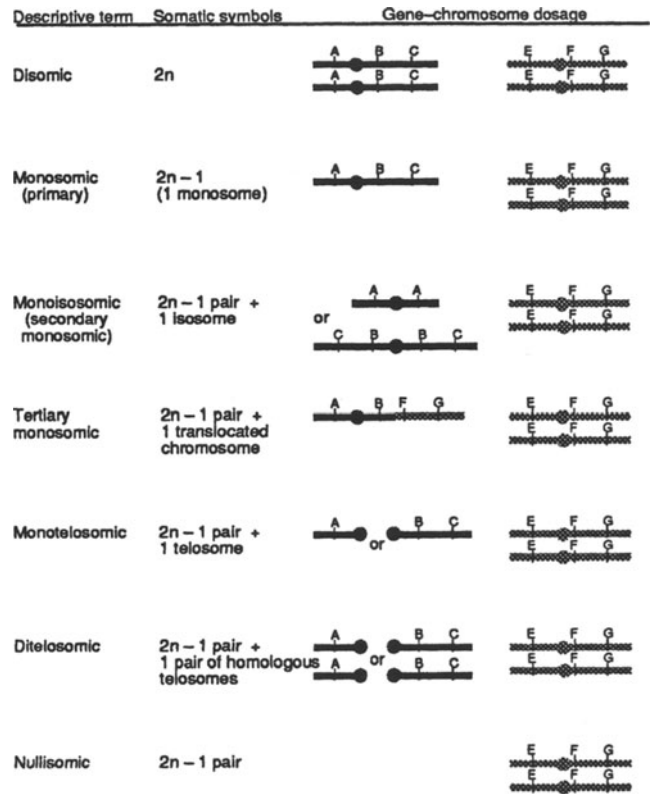 Descriptive term Somatic symbols Gene–chromosome dosage
A B C E F G
Disomic 2n
A B C E F G
A B C E F G
Monosomic 2n – 1
(primary) (1 monosome)
E F G
A A E F G
Monoisosomic 2n – 1 pair +
(secondary 1 isosome or E F G
monosomic) C B B C
A B F G E F G
Tertiary 2n – 1 pair +
monosomic 1 translocated E F G
chromosome
A B C E F G
Monotelosomic 2n – 1 pair +
1 telosome or E F G
A B C E F G
Ditelosomic 2n – 1 pair +
1 pair of homologous A or B C E F G
telosomes
E F G
Nullisomic 2n – 1 pair
E F G